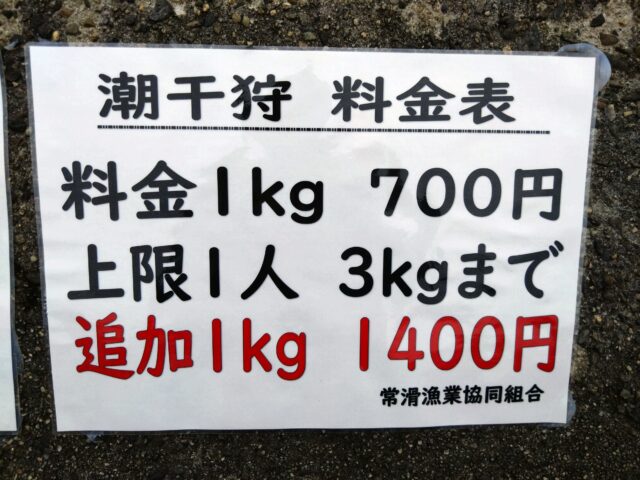 潮干狩 料金表
料金1kg 700円
上限1人 3kgまで
追加1kg 1400円
常滑漁業協同組合